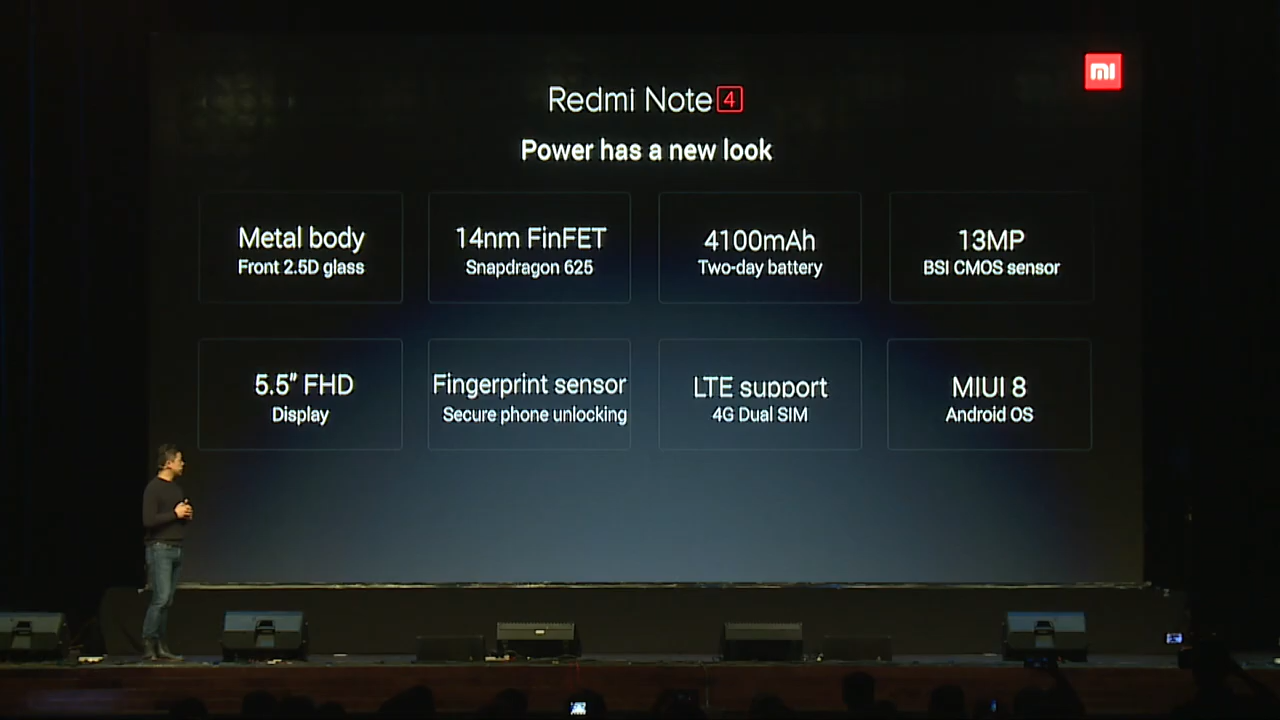 mi
Redmi Note 4
Power has a new look
Metal body
Front 2.5D glass
14nm FinFET
Snapdragon 625
4100mAh
Two-day battery
13MP
BSI CMOS sensor
5.5” FHD
Display
Fingerprint sensor
Secure phone unlocking
LTE support
4G Dual SIM
MIUI 8
Android OS